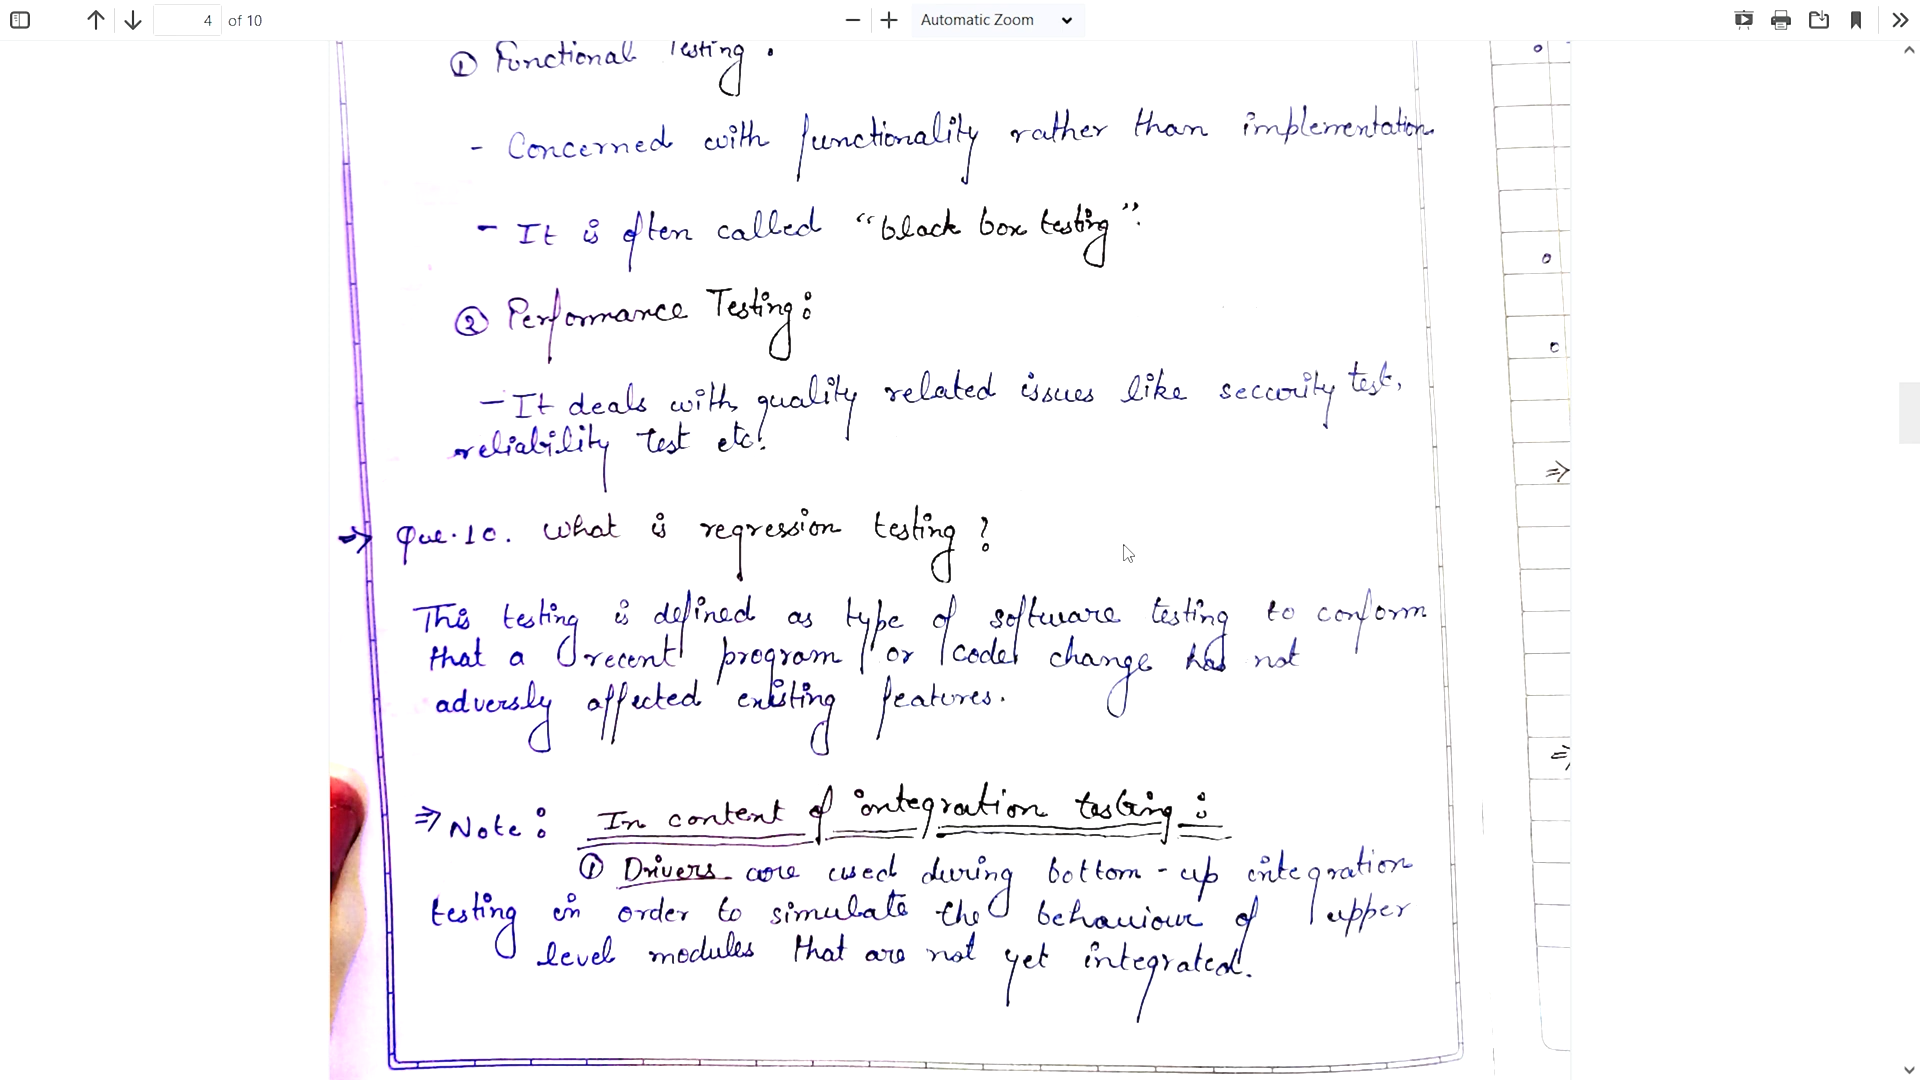 4 of 10
Automatic Zoom
① Functional Testing.
- Concerned with functionality rather than implementation.
- It is often called "black box testing".
② Performance Testing:
- It deals with quality related issues like seccurity test,
reliability test etc.
⇒ Que.10. What is regression testing?
This testing is defined as type of software testing to conform
that a recent program or code change has not
adversly affected existing features.
⇒ Note: In content of integration testing:
① Drivers are used during bottom-up integration
testing in order to simulate the behaviour of upper
level modules that are not yet integrated.
⇒
⇒